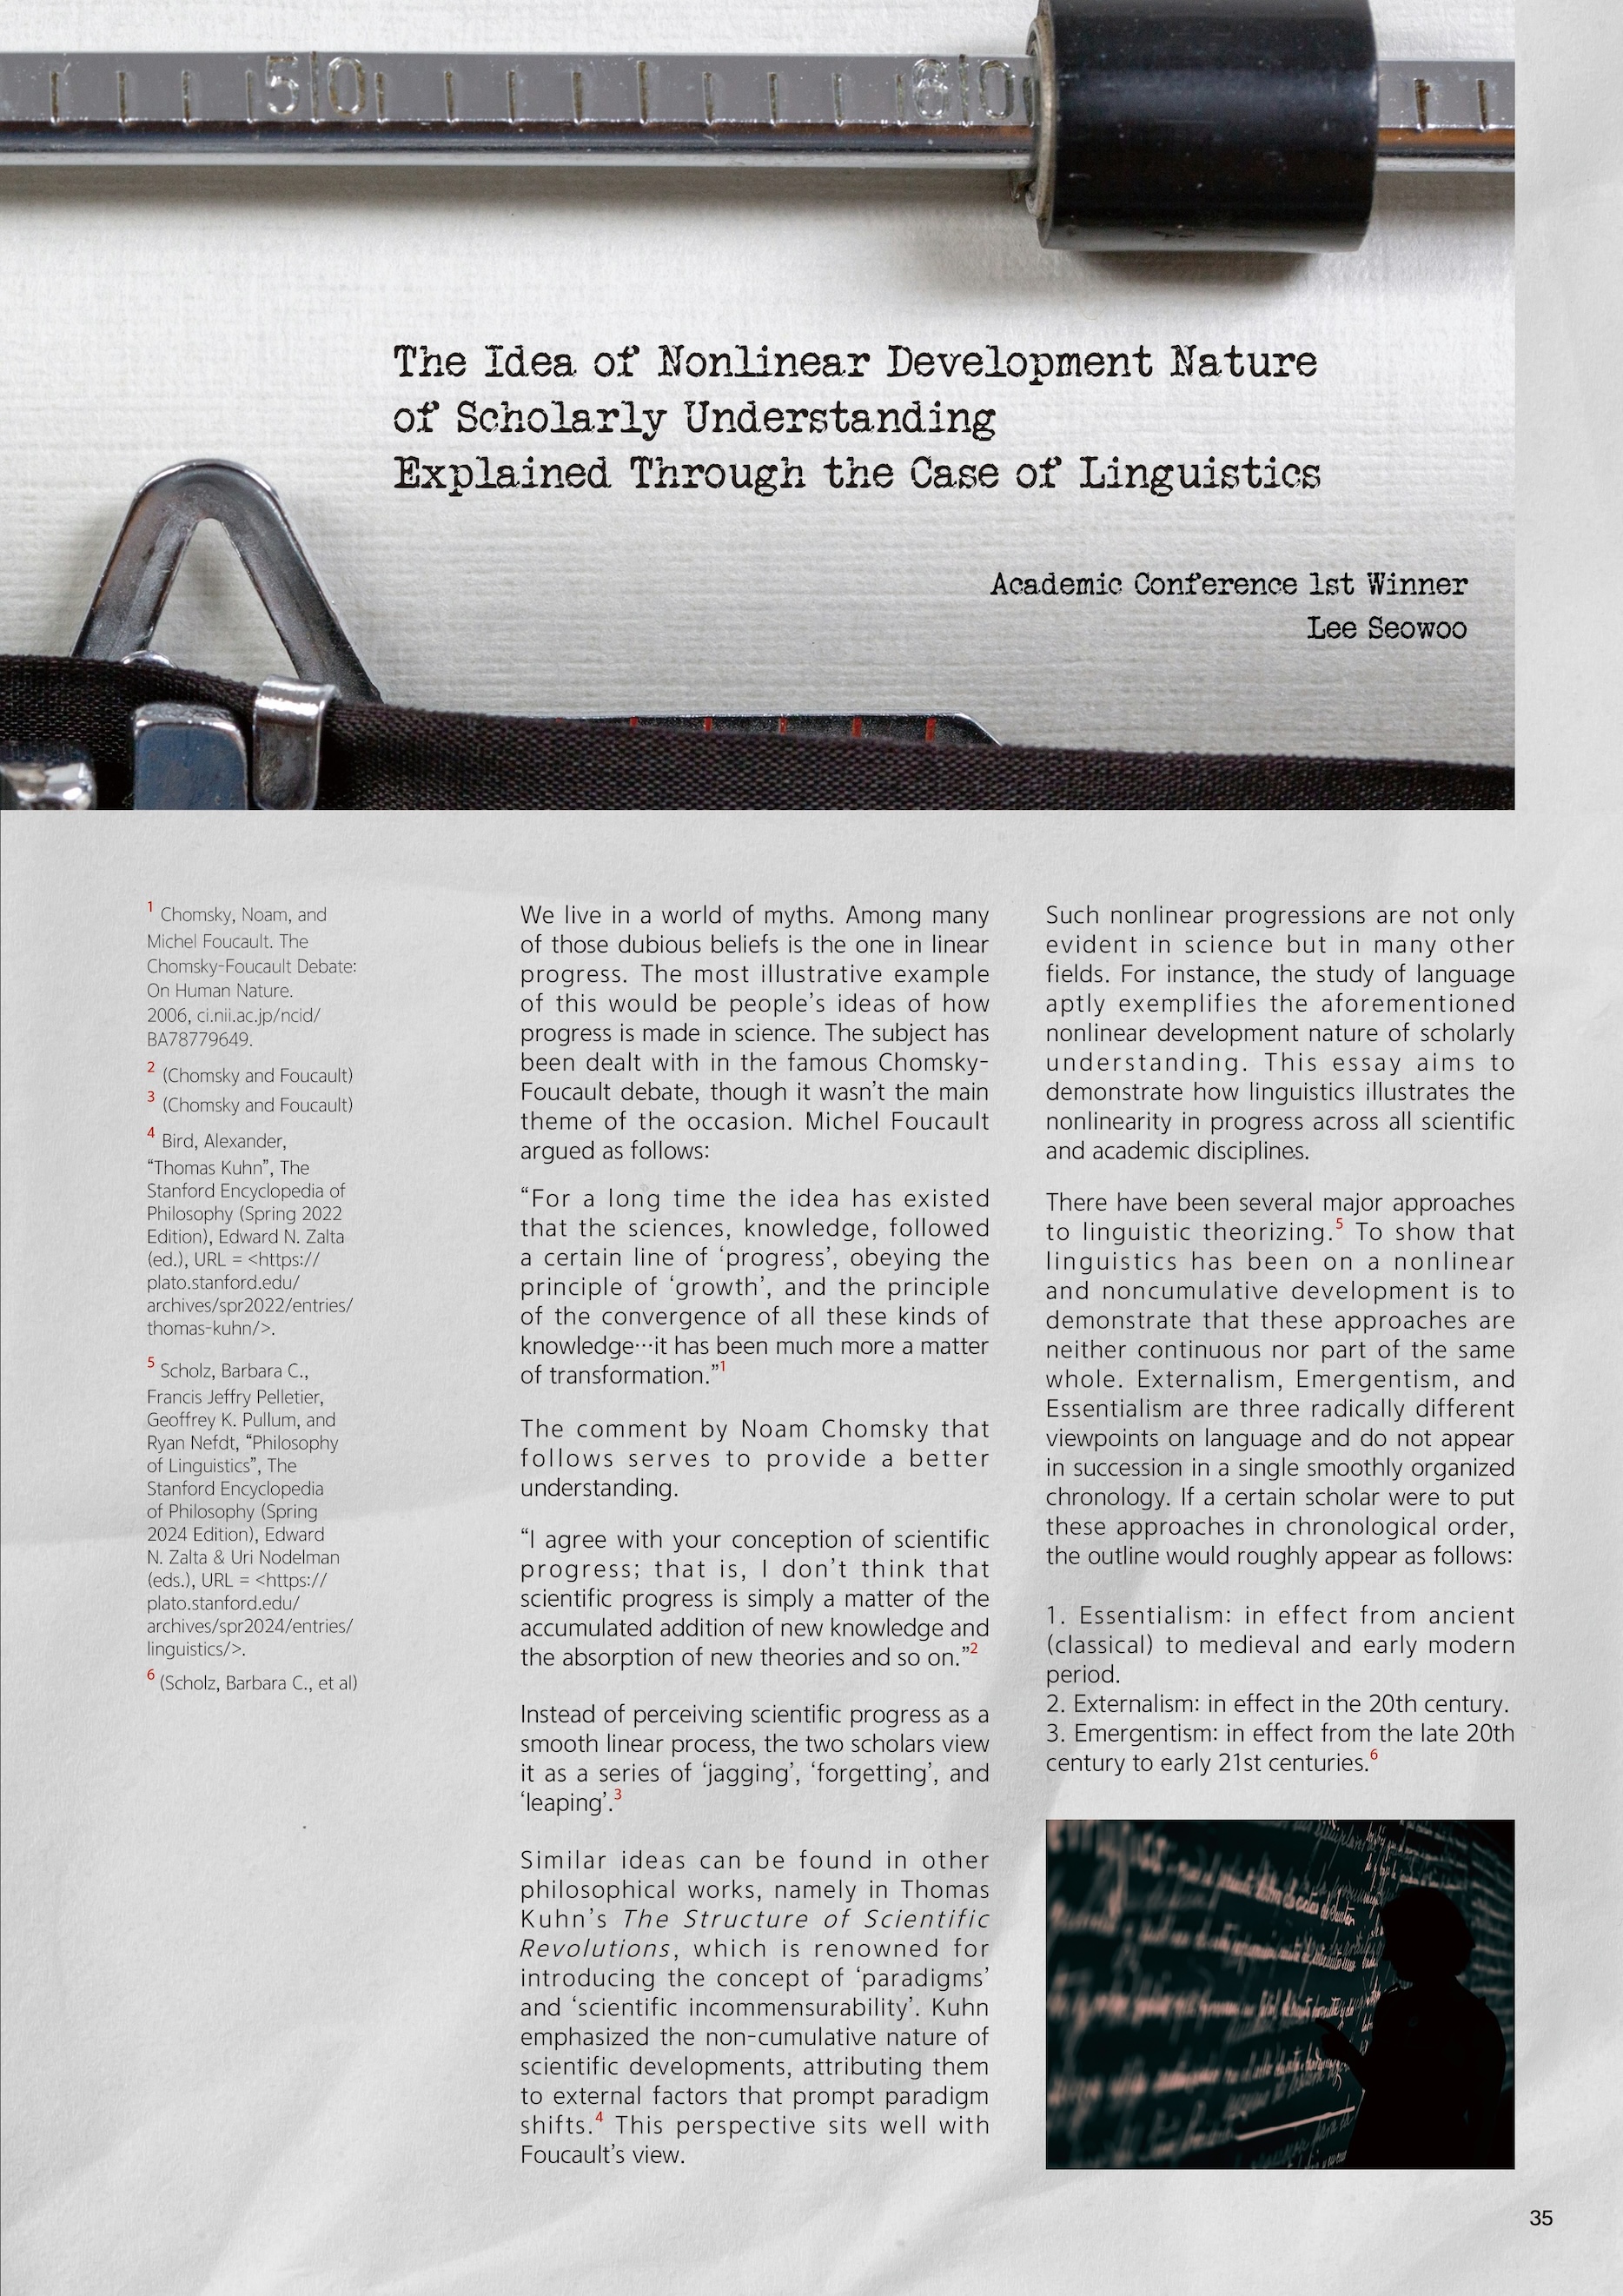 5|0
6|0
The Idea of Nonlinear Development Nature
of Scholarly Understanding
Explained Through the Case of Linguistics
Academic Conference 1st Winner
Lee Seowoo
1 Chomsky, Noam, and
Michel Foucault. The
Chomsky-Foucault Debate:
On Human Nature.
2006, ci.nii.ac.jp/ncid/
BA78779649.
2 (Chomsky and Foucault)
3 (Chomsky and Foucault)
4 Bird, Alexander,
“Thomas Kuhn”, The
Stanford Encyclopedia of
Philosophy (Spring 2022
Edition), Edward N. Zalta
(ed.), URL = <https://
plato.stanford.edu/
archives/spr2022/entries/
thomas-kuhn/>.
5 Scholz, Barbara C.,
Francis Jeffry Pelletier,
Geoffrey K. Pullum, and
Ryan Nefdt, “Philosophy
of Linguistics”, The
Stanford Encyclopedia
of Philosophy (Spring
2024 Edition), Edward
N. Zalta & Uri Nodelman
(eds.), URL = <https://
plato.stanford.edu/
archives/spr2024/entries/
linguistics/>.
6 (Scholz, Barbara C., et al)
We live in a world of myths. Among many
of those dubious beliefs is the one in linear
progress. The most illustrative example
of this would be people’s ideas of how
progress is made in science. The subject has
been dealt with in the famous Chomsky-
Foucault debate, though it wasn’t the main
theme of the occasion. Michel Foucault
argued as follows:
“For a long time the idea has existed
that the sciences, knowledge, followed
a certain line of ‘progress’, obeying the
principle of ‘growth’, and the principle
of the convergence of all these kinds of
knowledge…it has been much more a matter
of transformation.”1
The comment by Noam Chomsky that
follows serves to provide a better
understanding.
“I agree with your conception of scientific
progress; that is, I don’t think that
scientific progress is simply a matter of the
accumulated addition of new knowledge and
the absorption of new theories and so on.”2
Instead of perceiving scientific progress as a
smooth linear process, the two scholars view
it as a series of ‘jagging’, ‘forgetting’, and
‘leaping’.3
Similar ideas can be found in other
philosophical works, namely in Thomas
Kuhn’s The Structure of Scientific
Revolutions, which is renowned for
introducing the concept of ‘paradigms’
and ‘scientific incommensurability’. Kuhn
emphasized the non-cumulative nature of
scientific developments, attributing them
to external factors that prompt paradigm
shifts.4 This perspective sits well with
Foucault’s view.
Such nonlinear progressions are not only
evident in science but in many other
fields. For instance, the study of language
aptly exemplifies the aforementioned
nonlinear development nature of scholarly
understanding. This essay aims to
demonstrate how linguistics illustrates the
nonlinearity in progress across all scientific
and academic disciplines.
There have been several major approaches
to linguistic theorizing.5 To show that
linguistics has been on a nonlinear
and noncumulative development is to
demonstrate that these approaches are
neither continuous nor part of the same
whole. Externalism, Emergentism, and
Essentialism are three radically different
viewpoints on language and do not appear
in succession in a single smoothly organized
chronology. If a certain scholar were to put
these approaches in chronological order,
the outline would roughly appear as follows:
1. Essentialism: in effect from ancient
(classical) to medieval and early modern
period.
2. Externalism: in effect in the 20th century.
3. Emergentism: in effect from the late 20th
century to early 21st centuries.6
35